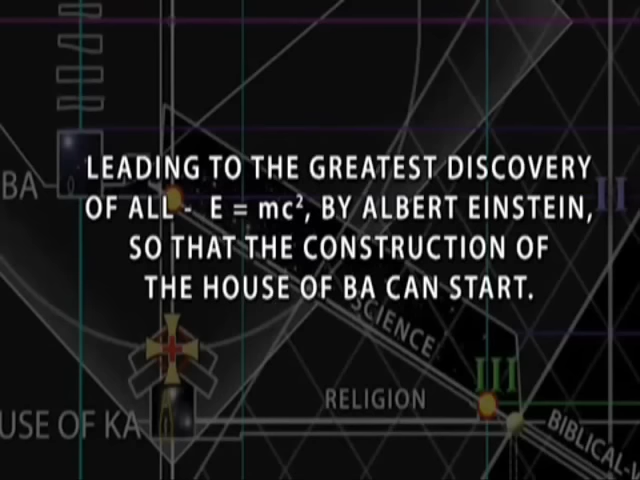 LEADING TO THE GREATEST DISCOVERY
OF ALL - E = mc², BY ALBERT EINSTEIN,
SO THAT THE CONSTRUCTION OF
THE HOUSE OF BA CAN START.
BA
II
SCIENCE
III
RELIGION
USE OF KA
BIBLICAL-